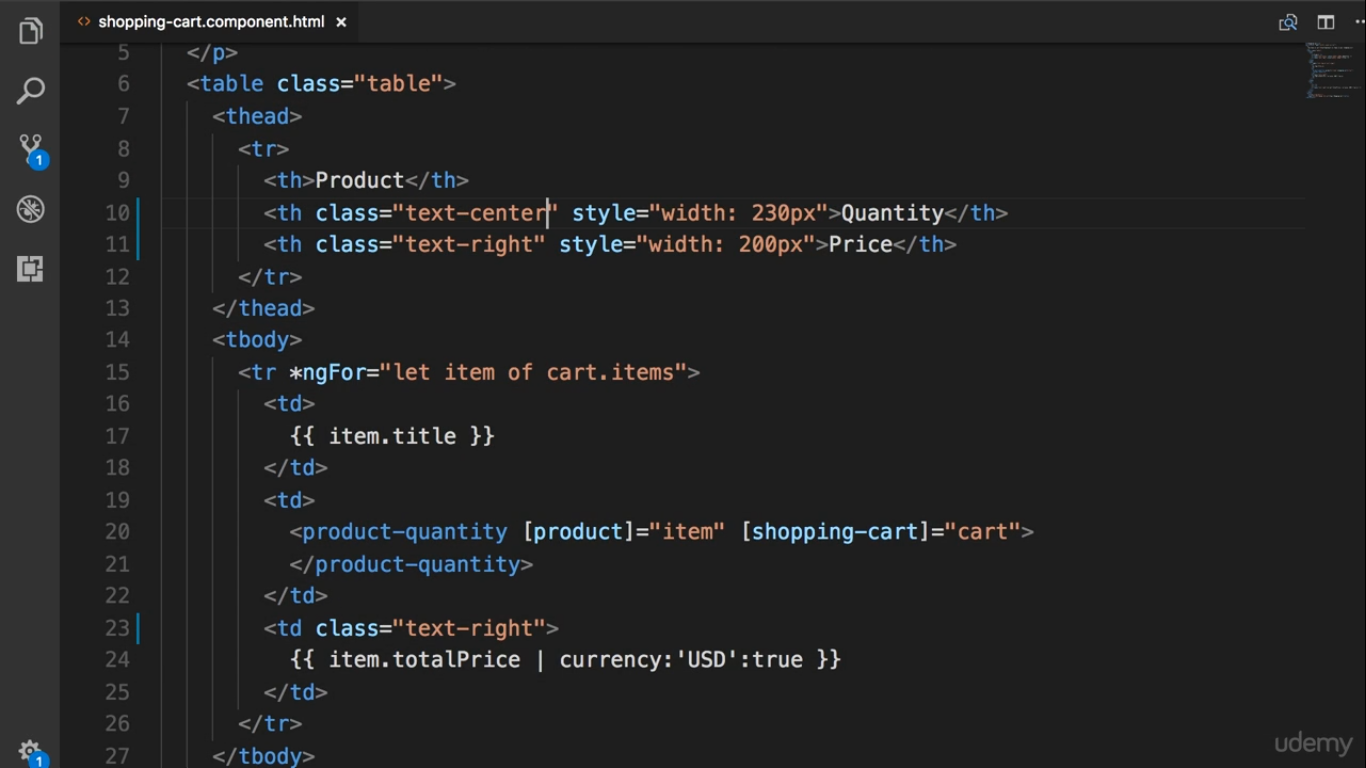 shopping-cart.component.html
5 </p>
6 <table class="table">
7 <thead>
8 <tr>
9 <th>Product</th>
10 <th class="text-center" style="width: 230px">Quantity</th>
11 <th class="text-right" style="width: 200px">Price</th>
12 </tr>
13 </thead>
14 <tbody>
15 <tr *ngFor="let item of cart.items">
16 <td>
17 {{ item.title }}
18 </td>
19 <td>
20 <product-quantity [product]="item" [shopping-cart]="cart">
21 </product-quantity>
22 </td>
23 <td class="text-right">
24 {{ item.totalPrice | currency:'USD':true }}
25 </td>
26 </tr>
27 </tbody>
1
1
udemy